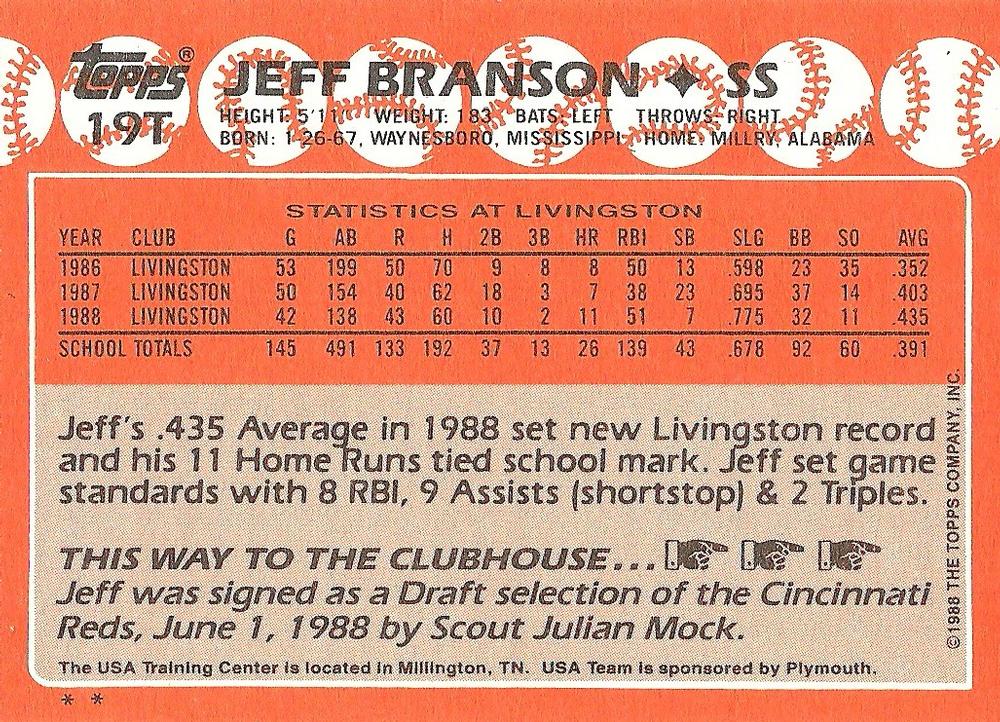 topps®
19T
JEFF BRANSON ♦ SS
HEIGHT: 5'11" WEIGHT: 183 BATS: LEFT THROWS: RIGHT
BORN: 1-26-67, WAYNESBORO, MISSISSIPPI HOME: MILLRY, ALABAMA
STATISTICS AT LIVINGSTON
YEAR CLUB G AB R H 2B 3B HR RBI SB SLG BB SO AVG
1986 LIVINGSTON 53 199 50 70 9 8 8 50 13 .598 23 35 .352
1987 LIVINGSTON 50 154 40 62 18 3 7 38 23 .695 37 14 .403
1988 LIVINGSTON 42 138 43 60 10 2 11 51 7 .775 32 11 .435
SCHOOL TOTALS 145 491 133 192 37 13 26 139 43 .678 92 60 .391
Jeff's .435 Average in 1988 set new Livingston record
and his 11 Home Runs tied school mark. Jeff set game
standards with 8 RBI, 9 Assists (shortstop) & 2 Triples.
THIS WAY TO THE CLUBHOUSE...
Jeff was signed as a Draft selection of the Cincinnati
Reds, June 1, 1988 by Scout Julian Mock.
The USA Training Center is located in Millington, TN. USA Team is sponsored by Plymouth.
* *
©1988 THE TOPPS COMPANY, INC.